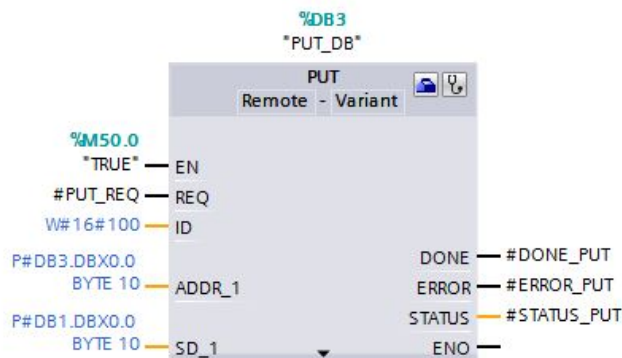 %DB3
"PUT_DB"
PUT
Remote - Variant
%M50.0
"TRUE"
EN
#PUT_REQ
REQ
W#16#100
ID
P#DB3.DBX0.0
BYTE 10
ADDR_1
P#DB1.DBX0.0
BYTE 10
SD_1
DONE
#DONE_PUT
ERROR
#ERROR_PUT
STATUS
#STATUS_PUT
ENO